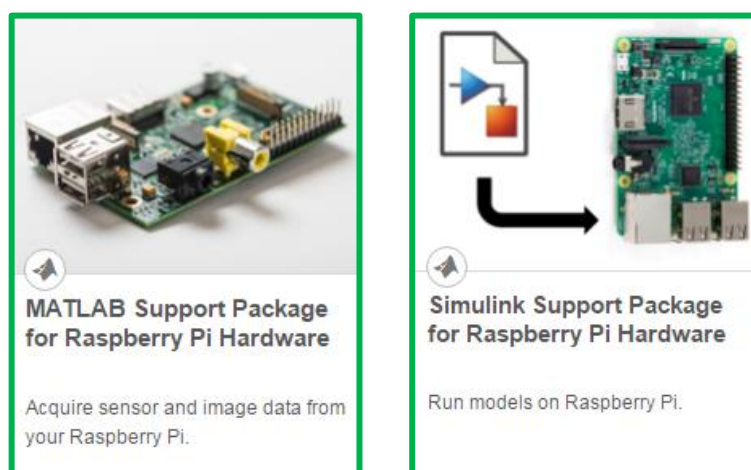 MATLAB Support Package
for Raspberry Pi Hardware
Acquire sensor and image data from
your Raspberry Pi.
Simulink Support Package
for Raspberry Pi Hardware
Run models on Raspberry Pi.